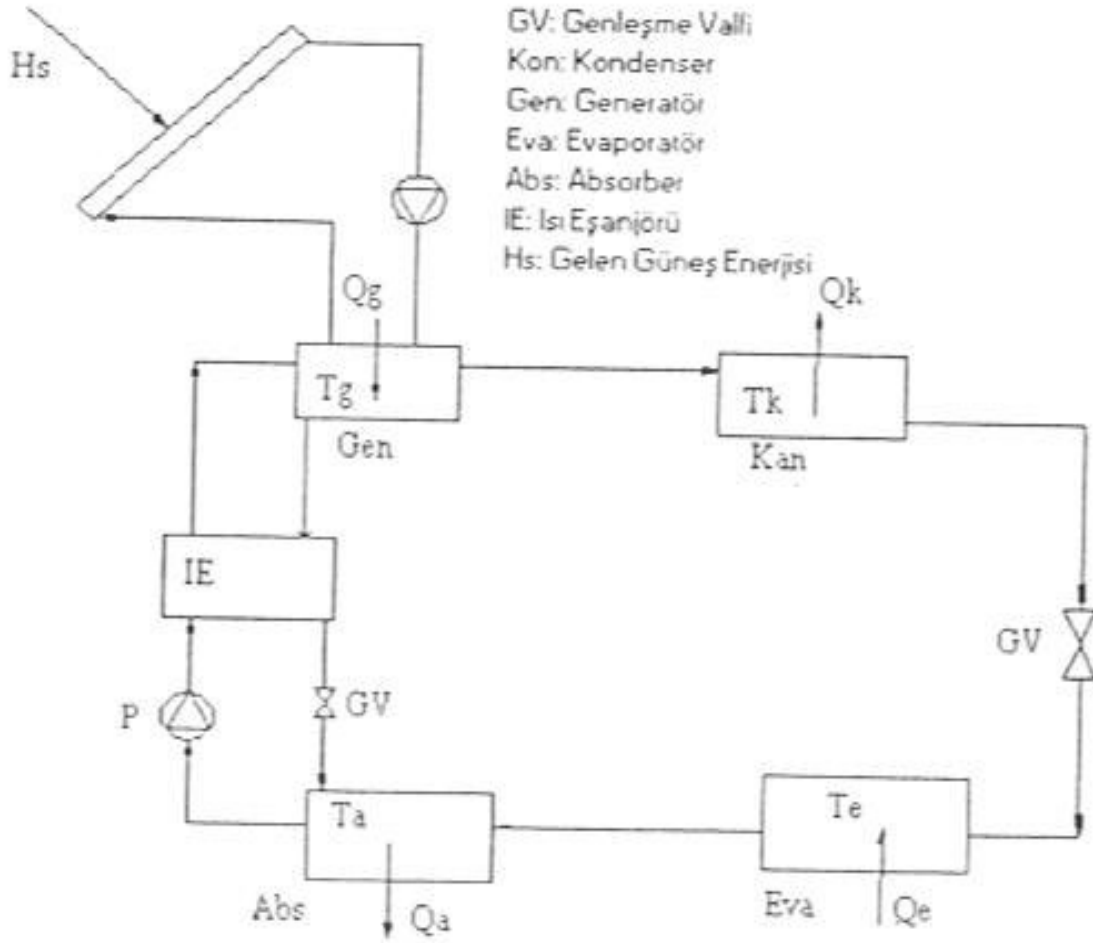 GV: Genleşme Valfi
Kon: Kondenser
Gen: Generatör
Eva: Evaporatör
Abs: Absorber
IE: Isı Eşanjörü
Hs: Gelen Güneş Enerjisi
Hs
Qg
Qk
Tg
Tk
Gen
Kan
IE
GV
P
GV
Ta
Te
Abs
Qa
Eva
Qe